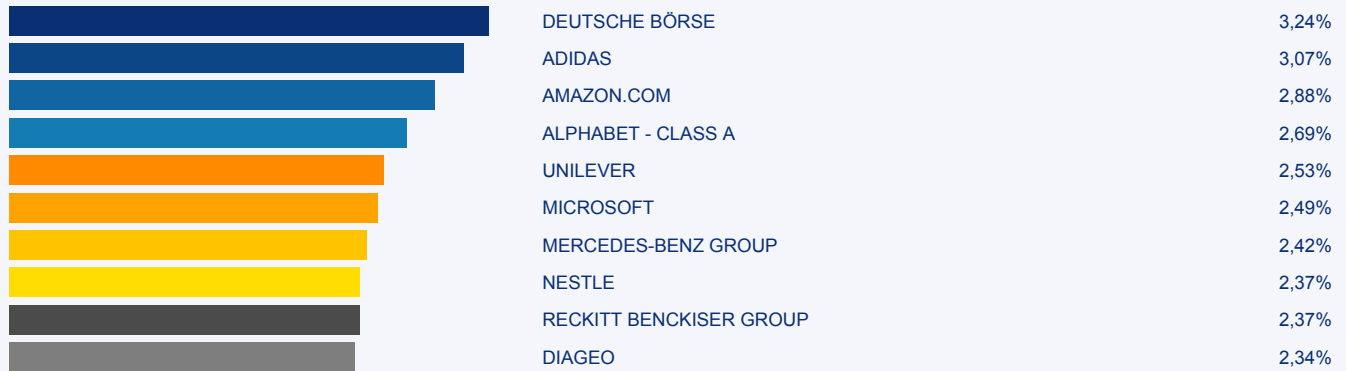 DEUTSCHE BÖRSE 3,24%
ADIDAS 3,07%
AMAZON.COM 2,88%
ALPHABET - CLASS A 2,69%
UNILEVER 2,53%
MICROSOFT 2,49%
MERCEDES-BENZ GROUP 2,42%
NESTLE 2,37%
RECKITT BENCKISER GROUP 2,37%
DIAGEO 2,34%